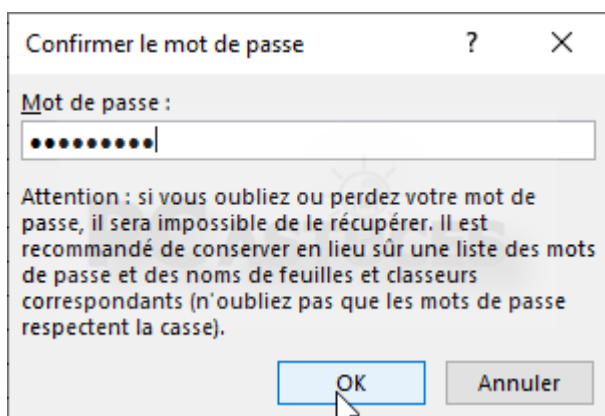 Confirmer le mot de passe ? ×
Mot de passe :
●●●●●●●●●
Attention : si vous oubliez ou perdez votre mot de
passe, il sera impossible de le récupérer. Il est
recommandé de conserver en lieu sûr une liste des mots
de passe et des noms de feuilles et classeurs
correspondants (n'oubliez pas que les mots de passe
respectent la casse).
OK Annuler